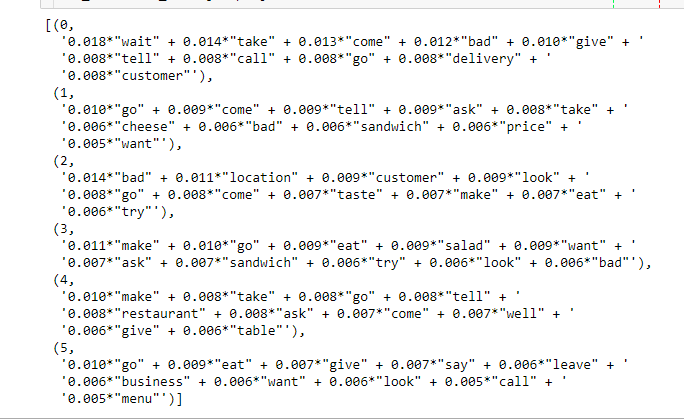 [(0,
'0.018*"wait" + 0.014*"take" + 0.013*"come" + 0.012*"bad" + 0.010*"give" + '
'0.008*"tell" + 0.008*"call" + 0.008*"go" + 0.008*"delivery" + '
'0.008*"customer"'),
(1,
'0.010*"go" + 0.009*"come" + 0.009*"tell" + 0.009*"ask" + 0.008*"take" + '
'0.006*"cheese" + 0.006*"bad" + 0.006*"sandwich" + 0.006*"price" + '
'0.005*"want"'),
(2,
'0.014*"bad" + 0.011*"location" + 0.009*"customer" + 0.009*"look" + '
'0.008*"go" + 0.008*"come" + 0.007*"taste" + 0.007*"make" + 0.007*"eat" + '
'0.006*"try"'),
(3,
'0.011*"make" + 0.010*"go" + 0.009*"eat" + 0.009*"salad" + 0.009*"want" + '
'0.007*"ask" + 0.007*"sandwich" + 0.006*"try" + 0.006*"look" + 0.006*"bad"'),
(4,
'0.010*"make" + 0.008*"take" + 0.008*"go" + 0.008*"tell" + '
'0.008*"restaurant" + 0.008*"ask" + 0.007*"come" + 0.007*"well" + '
'0.006*"give" + 0.006*"table"'),
(5,
'0.010*"go" + 0.009*"eat" + 0.007*"give" + 0.007*"say" + 0.006*"leave" + '
'0.006*"business" + 0.006*"want" + 0.006*"look" + 0.005*"call" + '
'0.005*"menu"')]